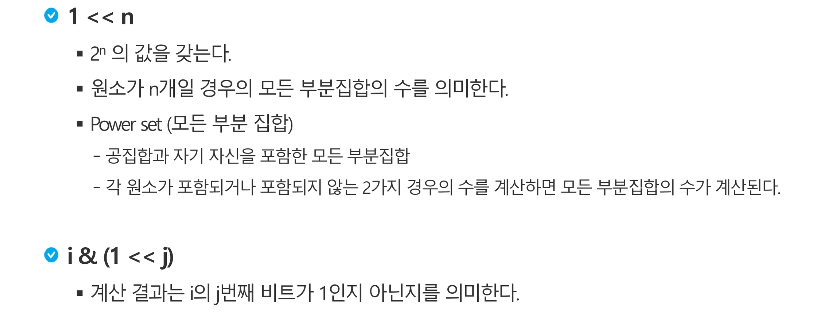 1 << n
▪ 2ⁿ 의 값을 갖는다.
▪ 원소가 n개일 경우의 모든 부분집합의 수를 의미한다.
▪ Power set (모든 부분 집합)
– 공집합과 자기 자신을 포함한 모든 부분집합
– 각 원소가 포함되거나 포함되지 않는 2가지 경우의 수를 계산하면 모든 부분집합의 수가 계산된다.
i & (1 << j)
▪ 계산 결과는 i의 j번째 비트가 1인지 아닌지를 의미한다.